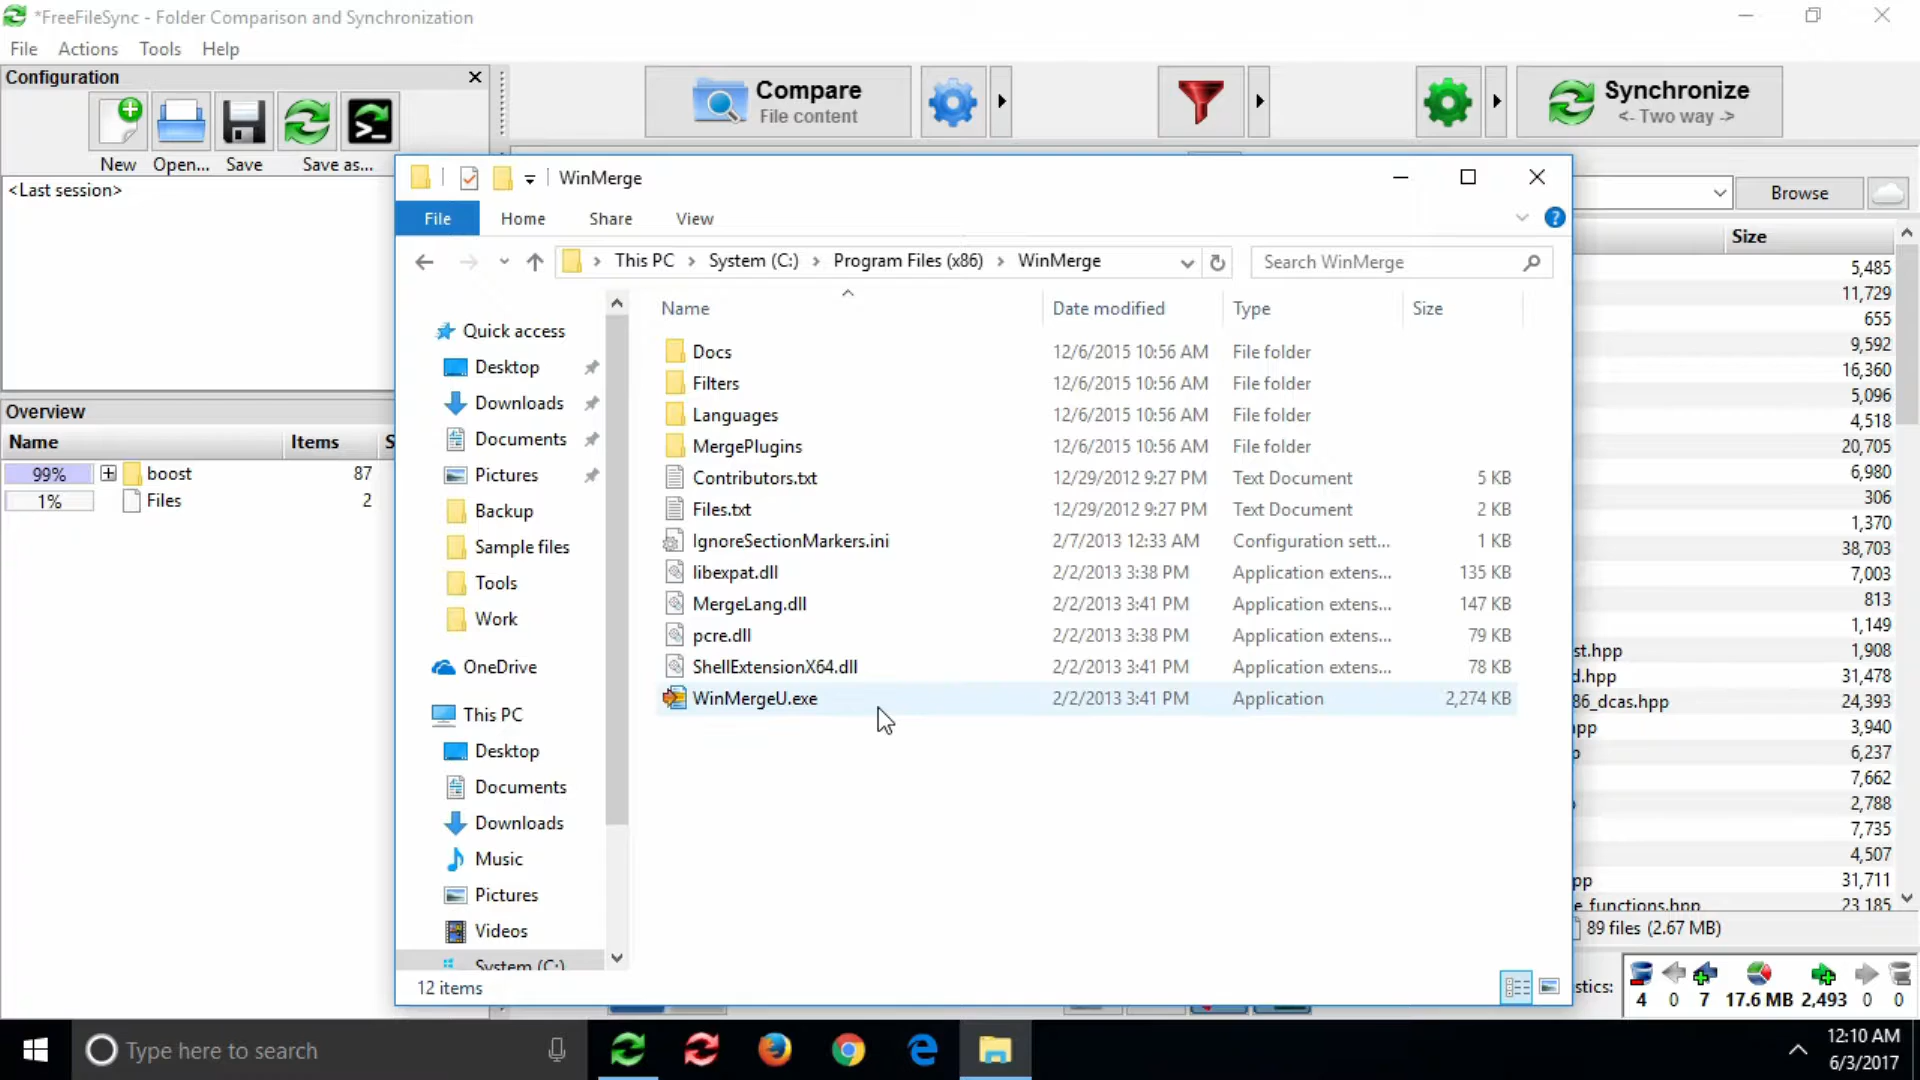 *FreeFileSync - Folder Comparison and Synchronization
File Actions Tools Help
Configuration
New Open... Save Save as...
<Last session>
Compare
File content
Synchronize
<- Two way ->
Browse
Overview
Name Items S
99% boost 87
1% Files 2
WinMerge
File Home Share View
This PC System (C:) Program Files (x86) WinMerge
Search WinMerge
Quick access
Desktop
Downloads
Documents
Pictures
Backup
Sample files
Tools
Work
OneDrive
This PC
Desktop
Documents
Downloads
Music
Pictures
Videos
System (C:)
Name Date modified Type Size
Docs 12/6/2015 10:56 AM File folder
Filters 12/6/2015 10:56 AM File folder
Languages 12/6/2015 10:56 AM File folder
MergePlugins 12/6/2015 10:56 AM File folder
Contributors.txt 12/29/2012 9:27 PM Text Document 5 KB
Files.txt 12/29/2012 9:27 PM Text Document 2 KB
IgnoreSectionMarkers.ini 2/7/2013 12:33 AM Configuration sett... 1 KB
libexpat.dll 2/2/2013 3:38 PM Application extens... 135 KB
MergeLang.dll 2/2/2013 3:41 PM Application extens... 147 KB
pcre.dll 2/2/2013 3:38 PM Application extens... 79 KB
ShellExtensionX64.dll 2/2/2013 3:41 PM Application extens... 78 KB
WinMergeU.exe 2/2/2013 3:41 PM Application 2,274 KB
12 items
Size
5,485
11,729
655
9,592
16,360
5,096
4,518
20,705
6,980
306
1,370
38,703
7,003
813
1,149
st.hpp 1,908
d.hpp 31,478
86_dcas.hpp 24,393
pp 3,940
6,237
7,662
2,788
7,735
4,507
pp 31,711
e_functions.hpp 23,185
89 files (2.67 MB)
stics: 4 0 7 17.6 MB 2,493 0 0
Type here to search
12:10 AM
6/3/2017